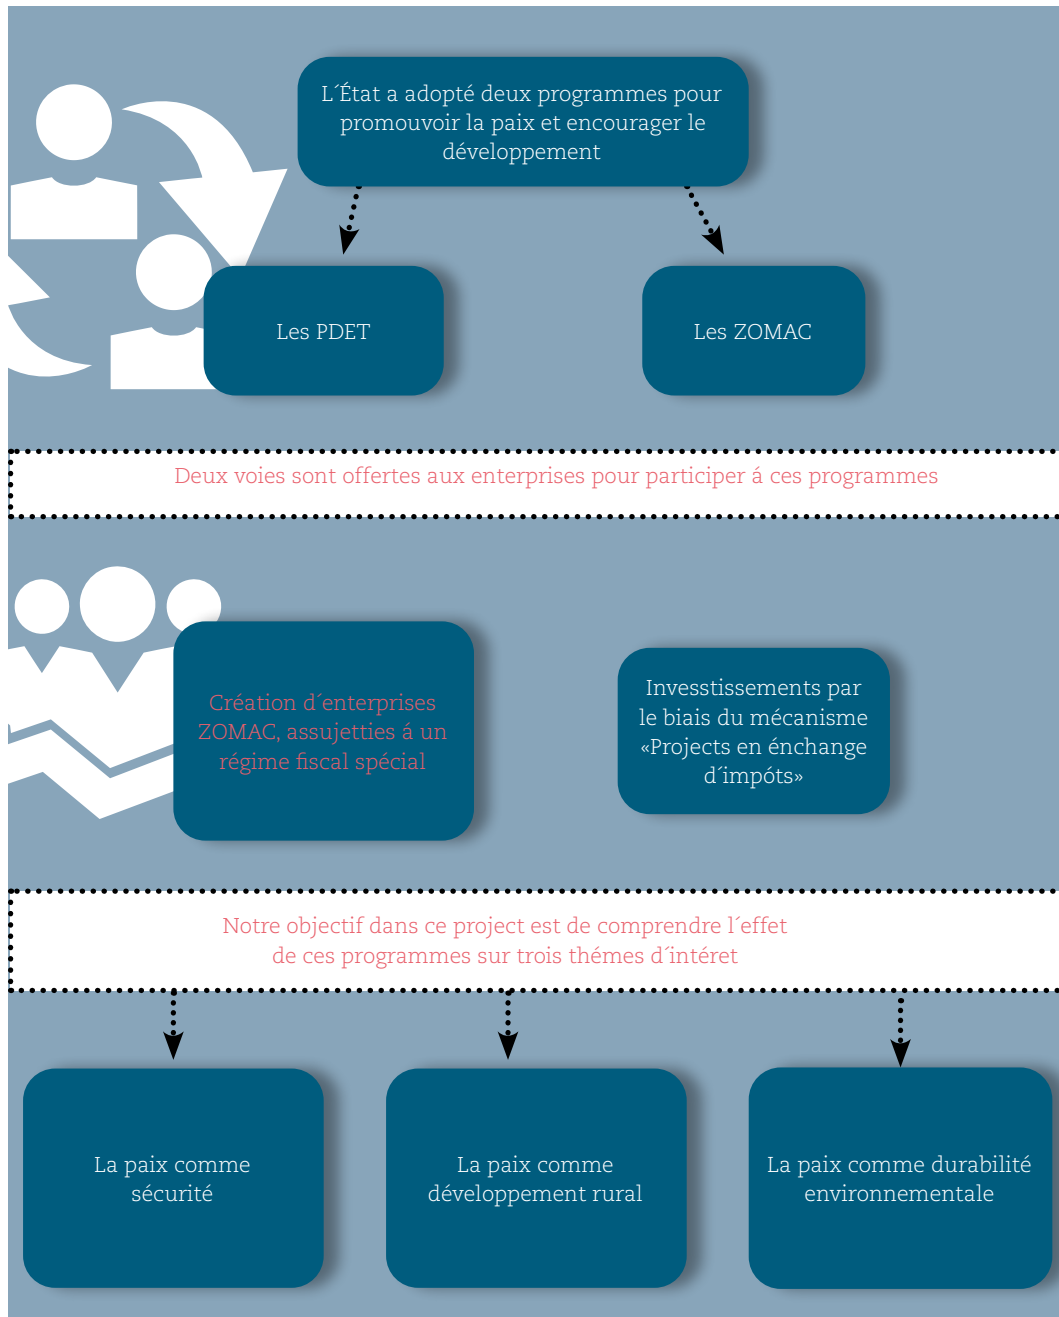 L´État a adopté deux programmes pour
promouvoir la paix et encourager le
développement
Les PDET
Les ZOMAC
Deux voies sont offertes aux enterprises pour participer á ces programmes
Création d´enterprises
ZOMAC, assujetties á un
régime fiscal spécial
Invesstissements par
le biais du mécanisme
«Projects en énchange
d´impóts»
Notre objectif dans ce project est de comprendre l´effet
de ces programmes sur trois thémes d´intéret
La paix comme
sécurité
La paix comme
développement rural
La paix comme durabilité
environnementale